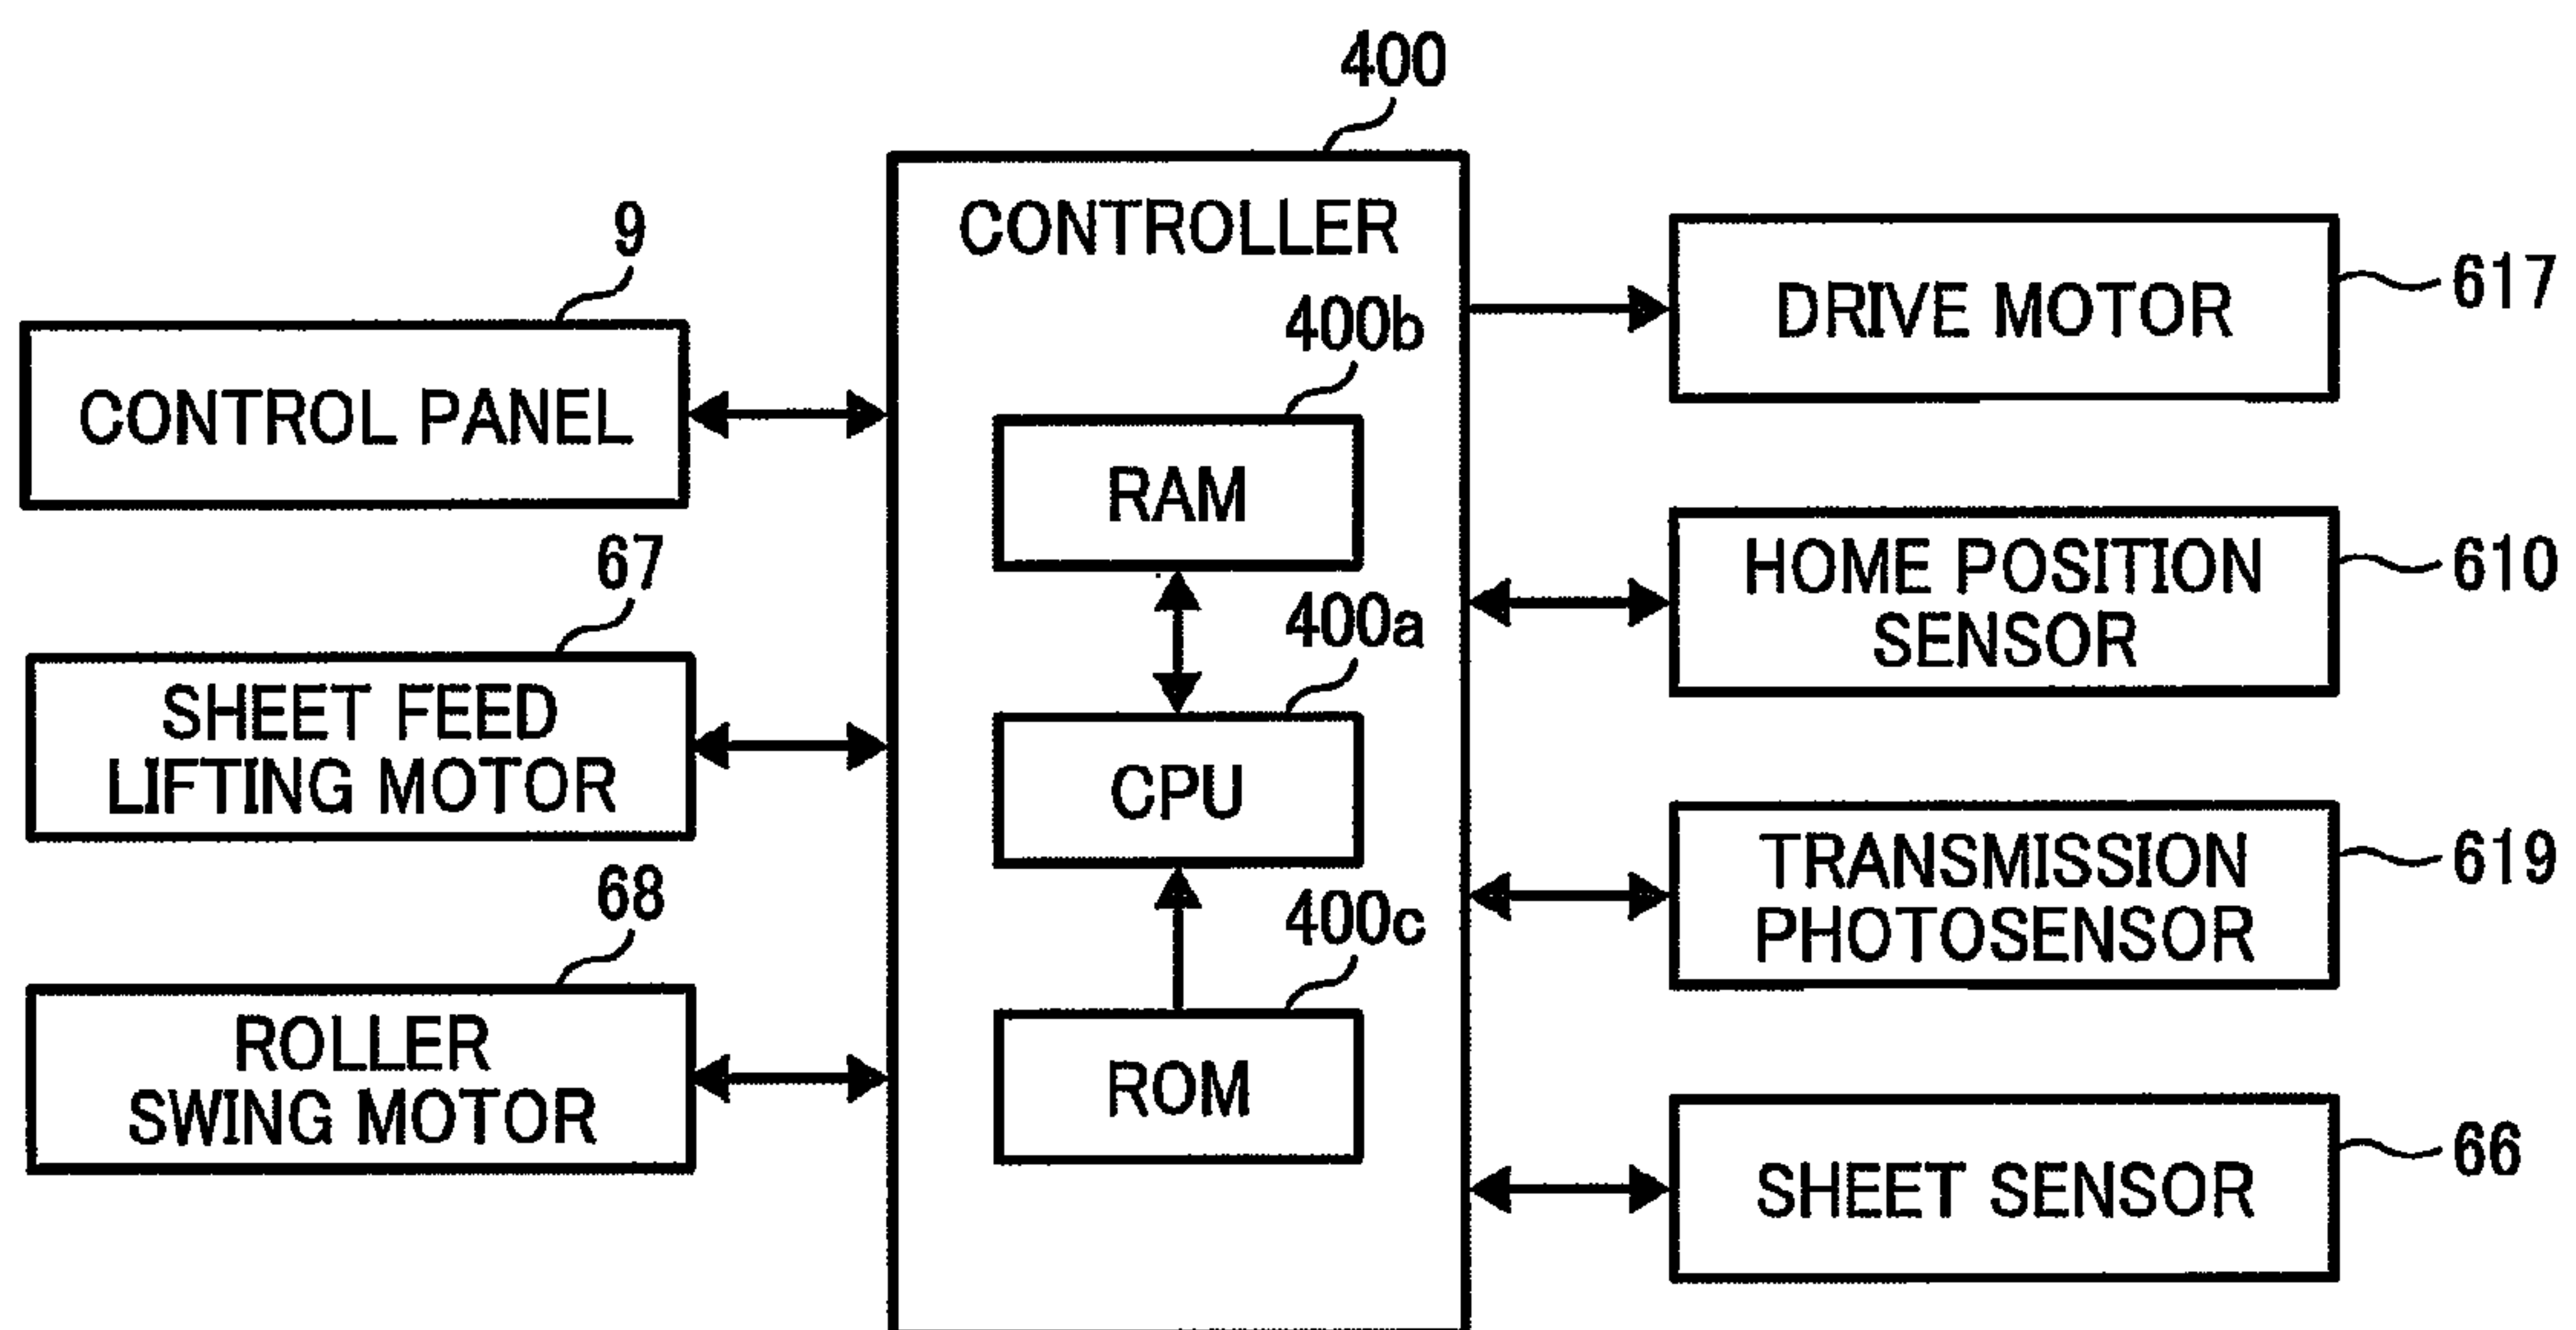 400
CONTROLLER
9
CONTROL PANEL
67
SHEET FEED
LIFTING MOTOR
68
ROLLER
SWING MOTOR
400b
RAM
400a
CPU
400c
ROM
DRIVE MOTOR
617
HOME POSITION
SENSOR
610
TRANSMISSION
PHOTOSENSOR
619
SHEET SENSOR
66